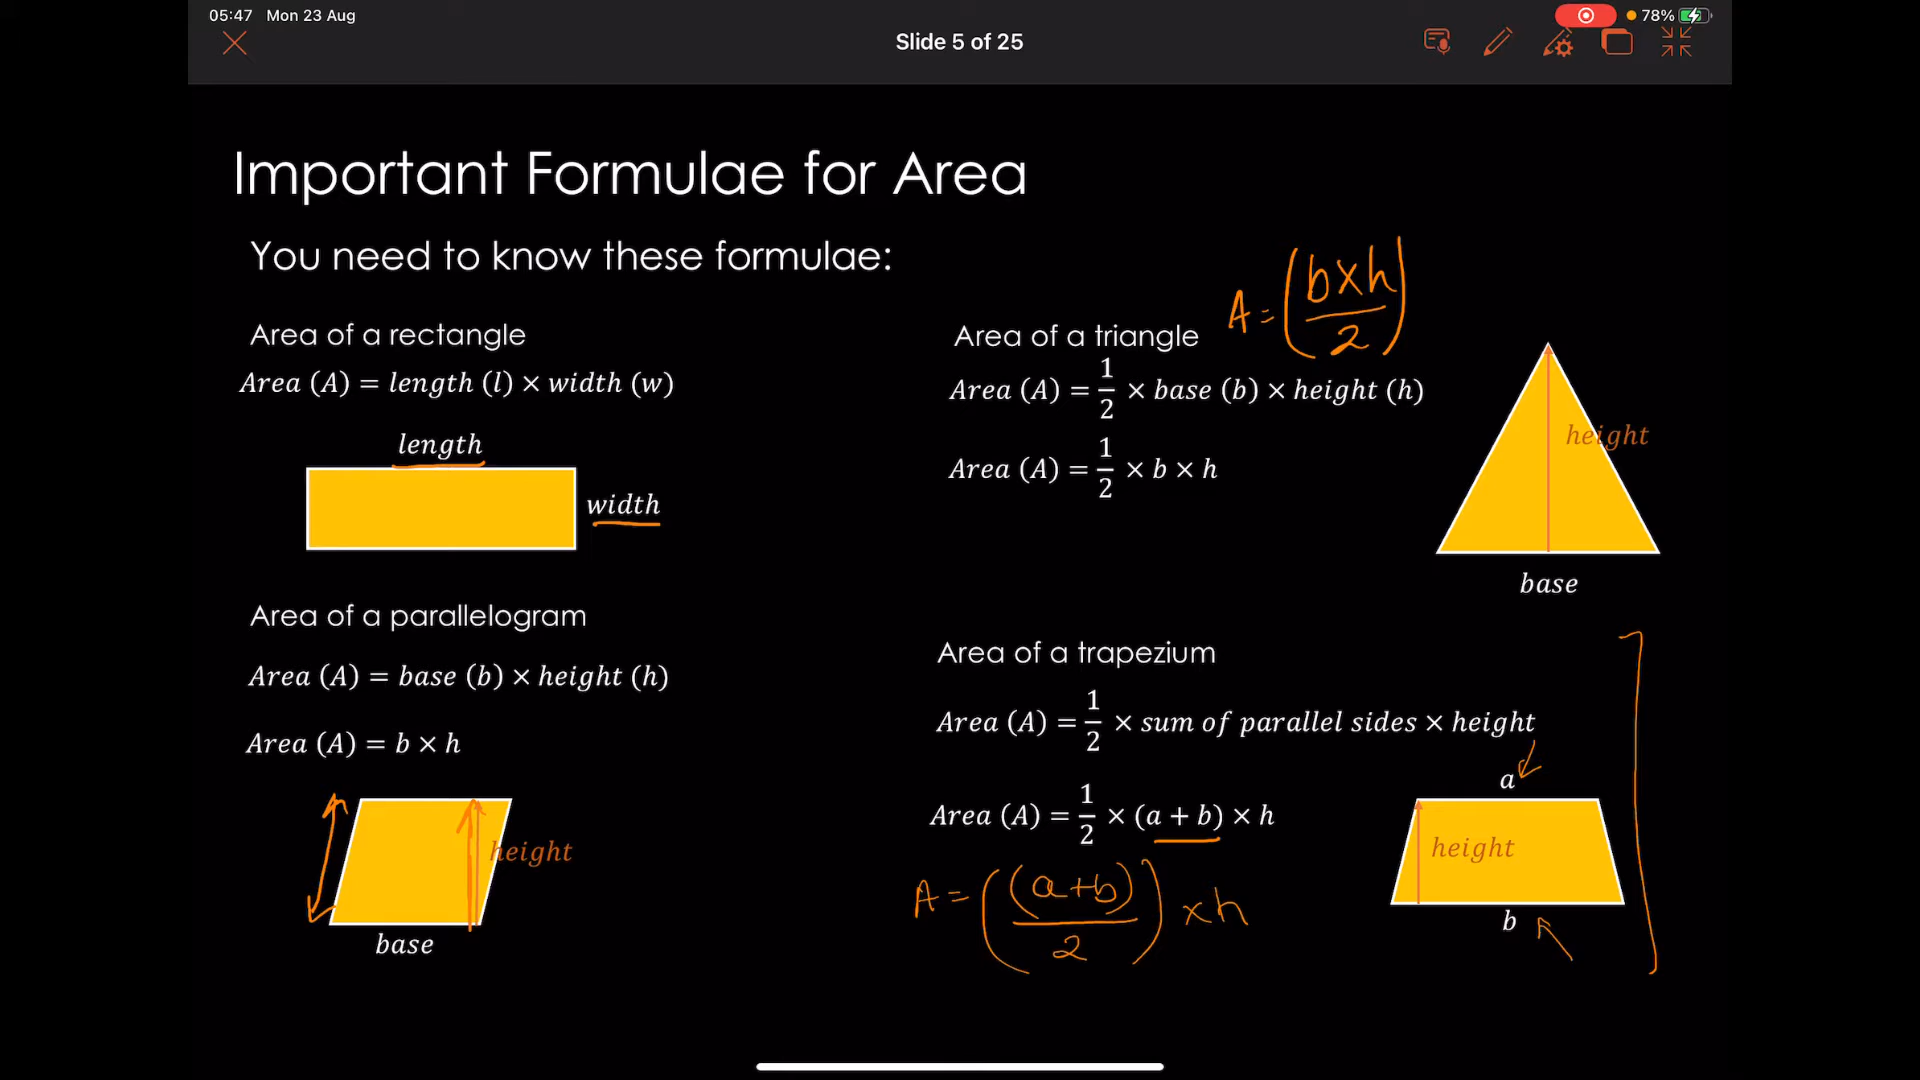 05:47 Mon 23 Aug
78%
Slide 5 of 25
Important Formulae for Area
You need to know these formulae:
Area of a rectangle
Area (A) = length (l) × width (w)
length
width
Area of a parallelogram
Area (A) = base (b) × height (h)
Area (A) = b × h
height
base
Area of a triangle
A = (b×h/2)
Area (A) = 1/2 × base (b) × height (h)
Area (A) = 1/2 × b × h
height
base
Area of a trapezium
Area (A) = 1/2 × sum of parallel sides × height
Area (A) = 1/2 × (a + b) × h
A = ((a+b)/2) × h
a
height
b